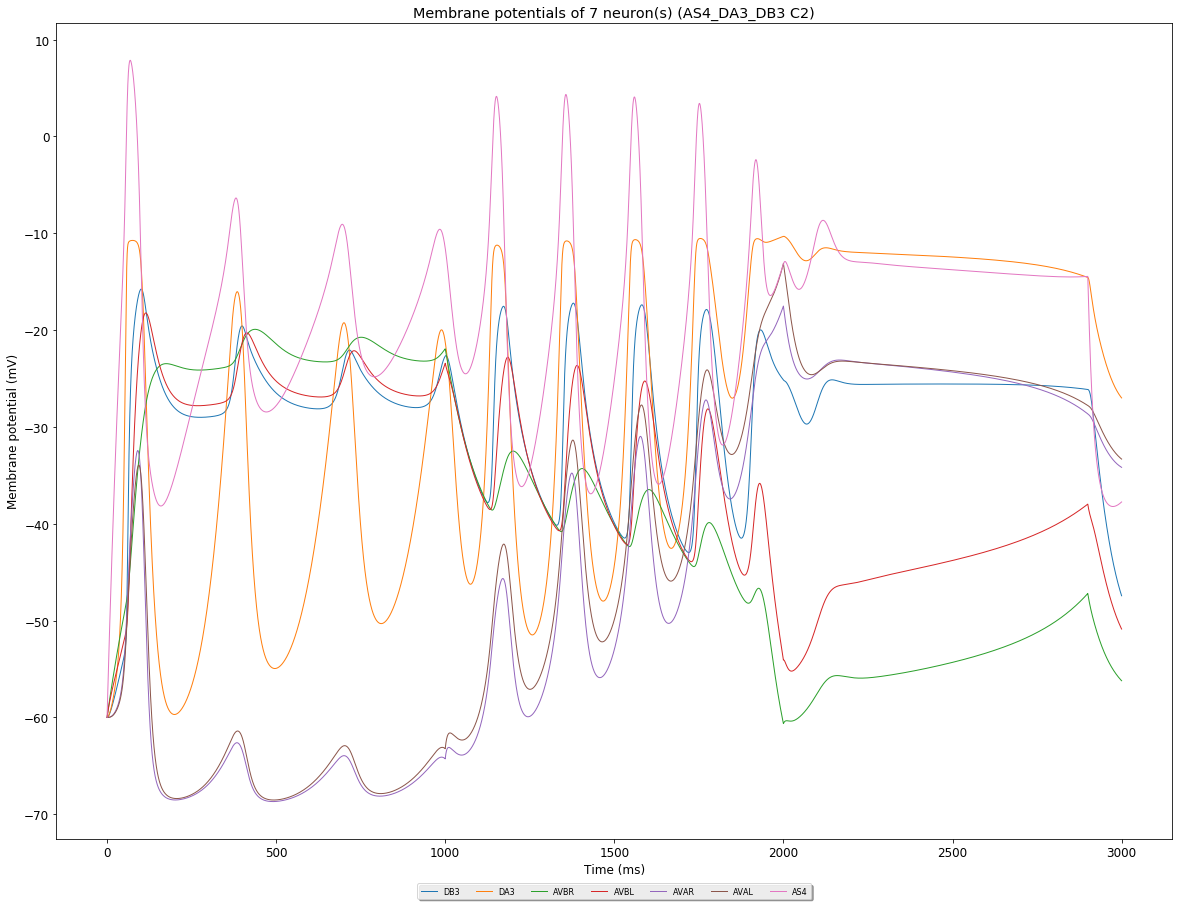 Membrane potentials of 7 neuron(s) (AS4_DA3_DB3 C2)
10
0
−10
−20
−30
−40
−50
−60
−70
Membrane potential (mV)
0 500 1000 1500 2000 2500 3000
Time (ms)
DB3 DA3 AVBR AVBL AVAR AVAL AS4